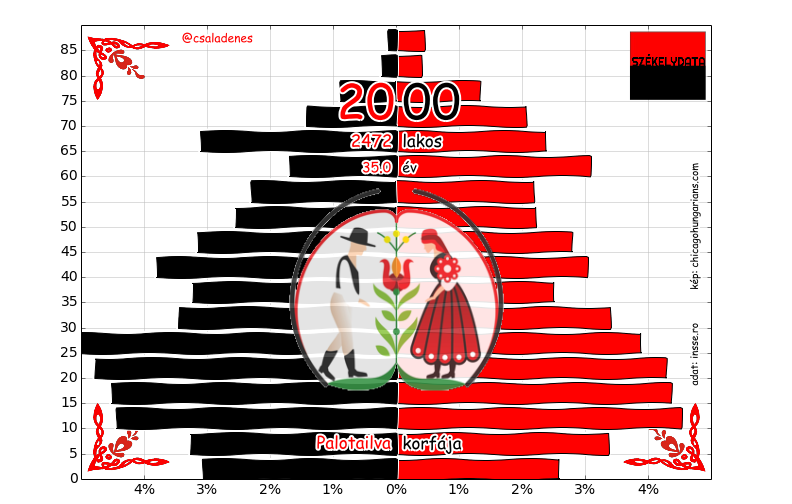 @csaladenes
SZÉKELYDATA
2000
2472 lakos
35.0 év
kép: chicagohungarians.com
adat: insse.ro
Palotailva korfája
85
80
75
70
65
60
55
50
45
40
35
30
25
20
15
10
5
0
4% 3% 2% 1% 0% 1% 2% 3% 4%